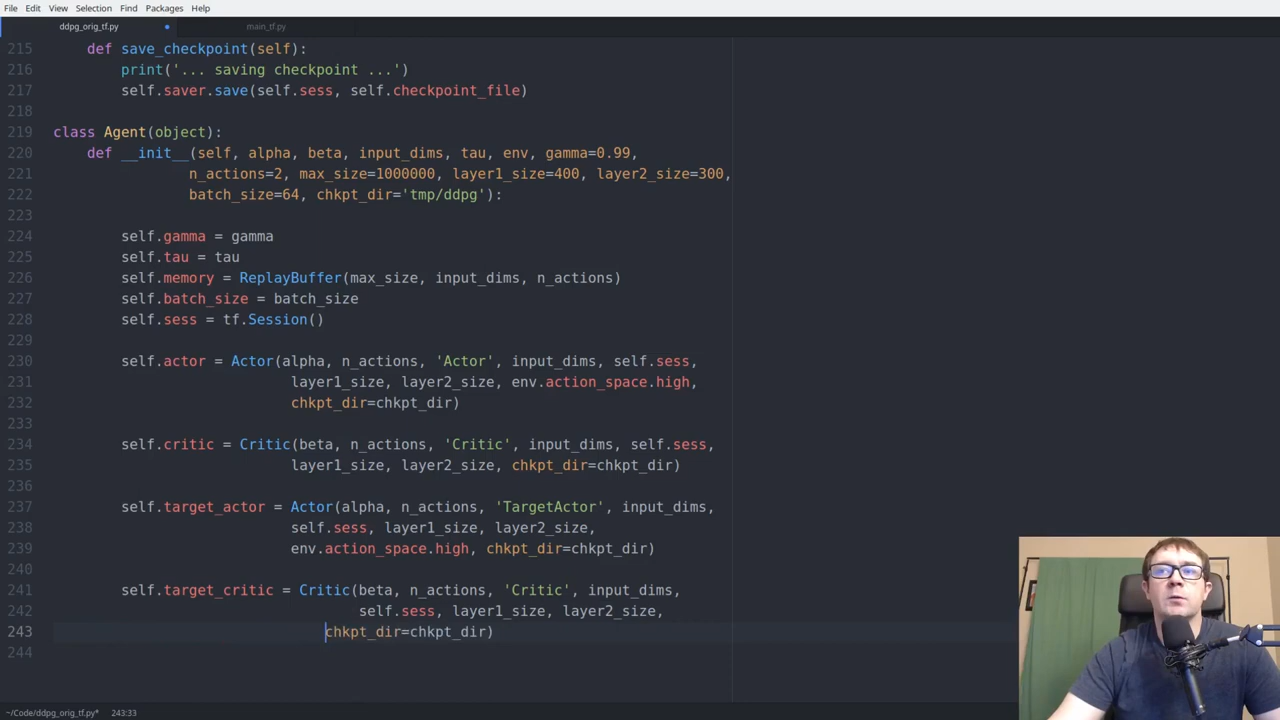 File Edit View Selection Find Packages Help
ddpg_orig_tf.py main_tf.py
215 def save_checkpoint(self):
216 print('... saving checkpoint ...')
217 self.saver.save(self.sess, self.checkpoint_file)
218
219 class Agent(object):
220 def __init__(self, alpha, beta, input_dims, tau, env, gamma=0.99,
221 n_actions=2, max_size=1000000, layer1_size=400, layer2_size=300,
222 batch_size=64, chkpt_dir='tmp/ddpg'):
223
224 self.gamma = gamma
225 self.tau = tau
226 self.memory = ReplayBuffer(max_size, input_dims, n_actions)
227 self.batch_size = batch_size
228 self.sess = tf.Session()
229
230 self.actor = Actor(alpha, n_actions, 'Actor', input_dims, self.sess,
231 layer1_size, layer2_size, env.action_space.high,
232 chkpt_dir=chkpt_dir)
233
234 self.critic = Critic(beta, n_actions, 'Critic', input_dims, self.sess,
235 layer1_size, layer2_size, chkpt_dir=chkpt_dir)
236
237 self.target_actor = Actor(alpha, n_actions, 'TargetActor', input_dims,
238 self.sess, layer1_size, layer2_size,
239 env.action_space.high, chkpt_dir=chkpt_dir)
240
241 self.target_critic = Critic(beta, n_actions, 'Critic', input_dims,
242 self.sess, layer1_size, layer2_size,
243 chkpt_dir=chkpt_dir)
244
~/Code/ddpg_orig_tf.py* 243:33